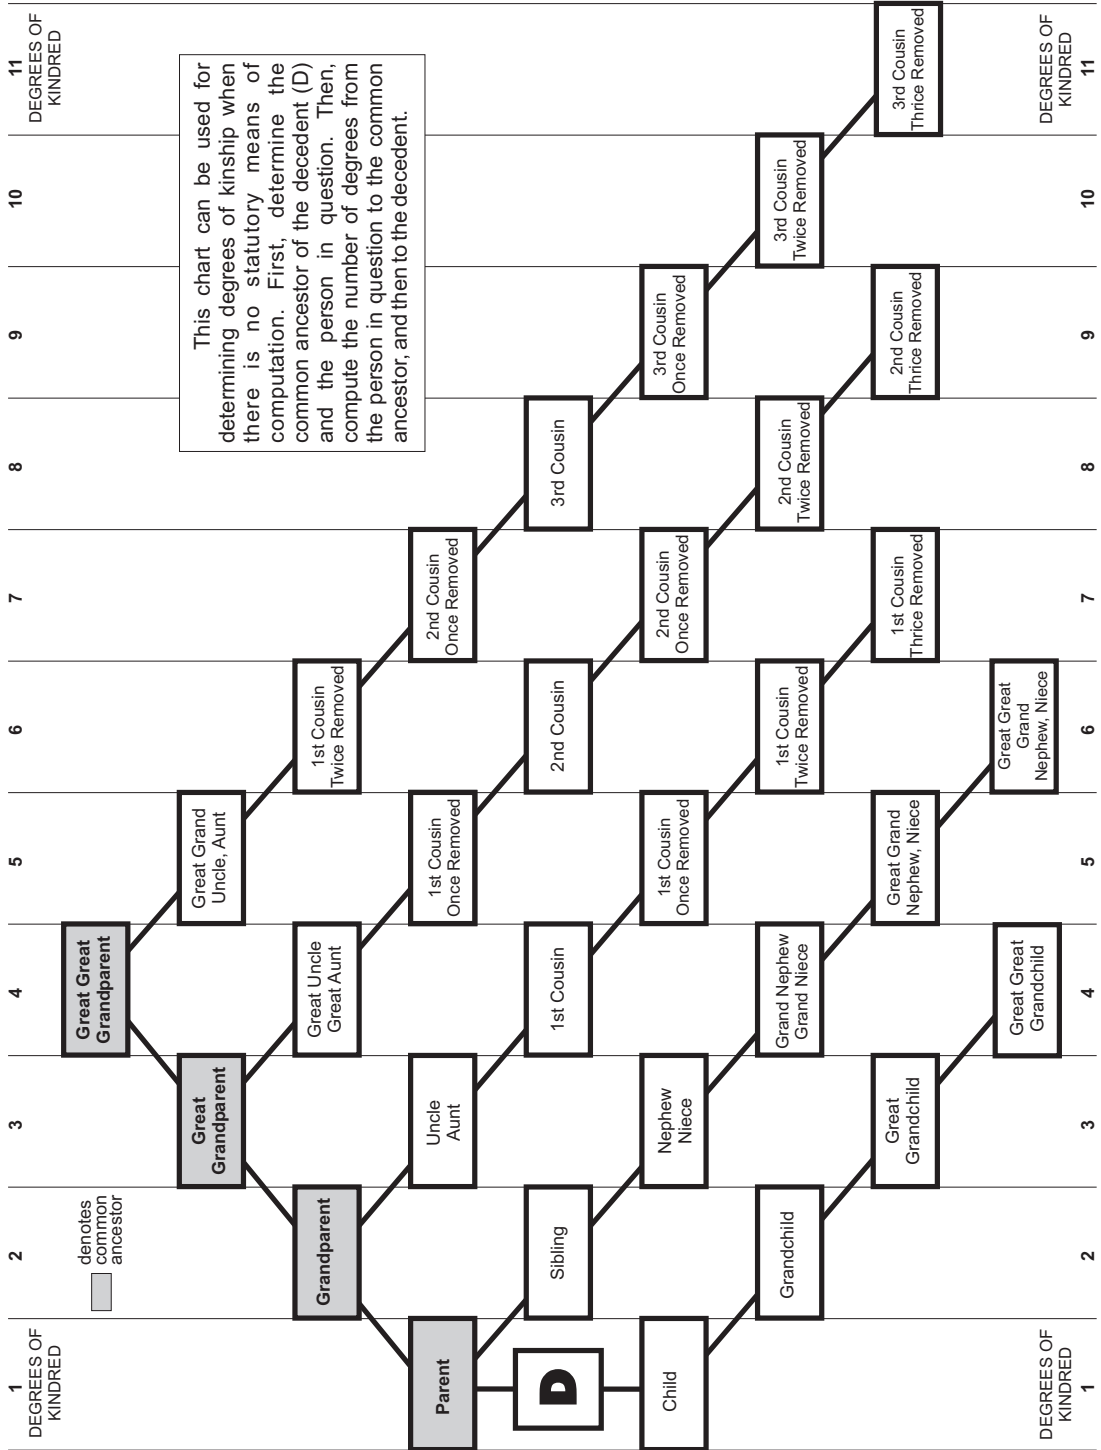 1
2
3
4
5
6
7
8
9
10
11
DEGREES OF
KINDRED
DEGREES OF
KINDRED
denotes
common
ancestor
This chart can be used for
determining degrees of kinship when
there is no statutory means of
computation. First, determine the
common ancestor of the decedent (D)
and the person in question. Then,
compute the number of degrees from
the person in question to the common
ancestor, and then to the decedent.
Great Great
Grandparent
Great
Grandparent
Great Grand
Uncle, Aunt
Grandparent
Great Uncle
Great Aunt
1st Cousin
Twice Removed
Parent
Uncle
Aunt
1st Cousin
Once Removed
2nd Cousin
Once Removed
D
Sibling
1st Cousin
2nd Cousin
3rd Cousin
Child
Nephew
Niece
1st Cousin
Once Removed
2nd Cousin
Once Removed
3rd Cousin
Once Removed
Grandchild
Grand Nephew
Grand Niece
1st Cousin
Twice Removed
2nd Cousin
Twice Removed
3rd Cousin
Twice Removed
Great
Grandchild
Great Grand
Nephew, Niece
1st Cousin
Thrice Removed
2nd Cousin
Thrice Removed
3rd Cousin
Thrice Removed
Great Great
Grandchild
Great Great
Grand
Nephew, Niece
DEGREES OF
KINDRED
DEGREES OF
KINDRED
1
2
3
4
5
6
7
8
9
10
11